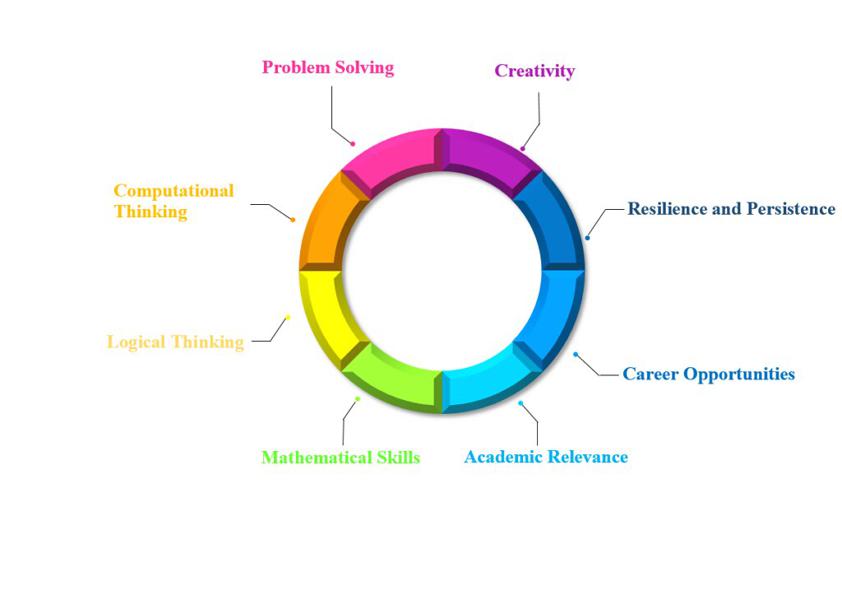 Problem Solving
Creativity
Computational
Thinking
Resilience and Persistence
Logical Thinking
Career Opportunities
Mathematical Skills
Academic Relevance